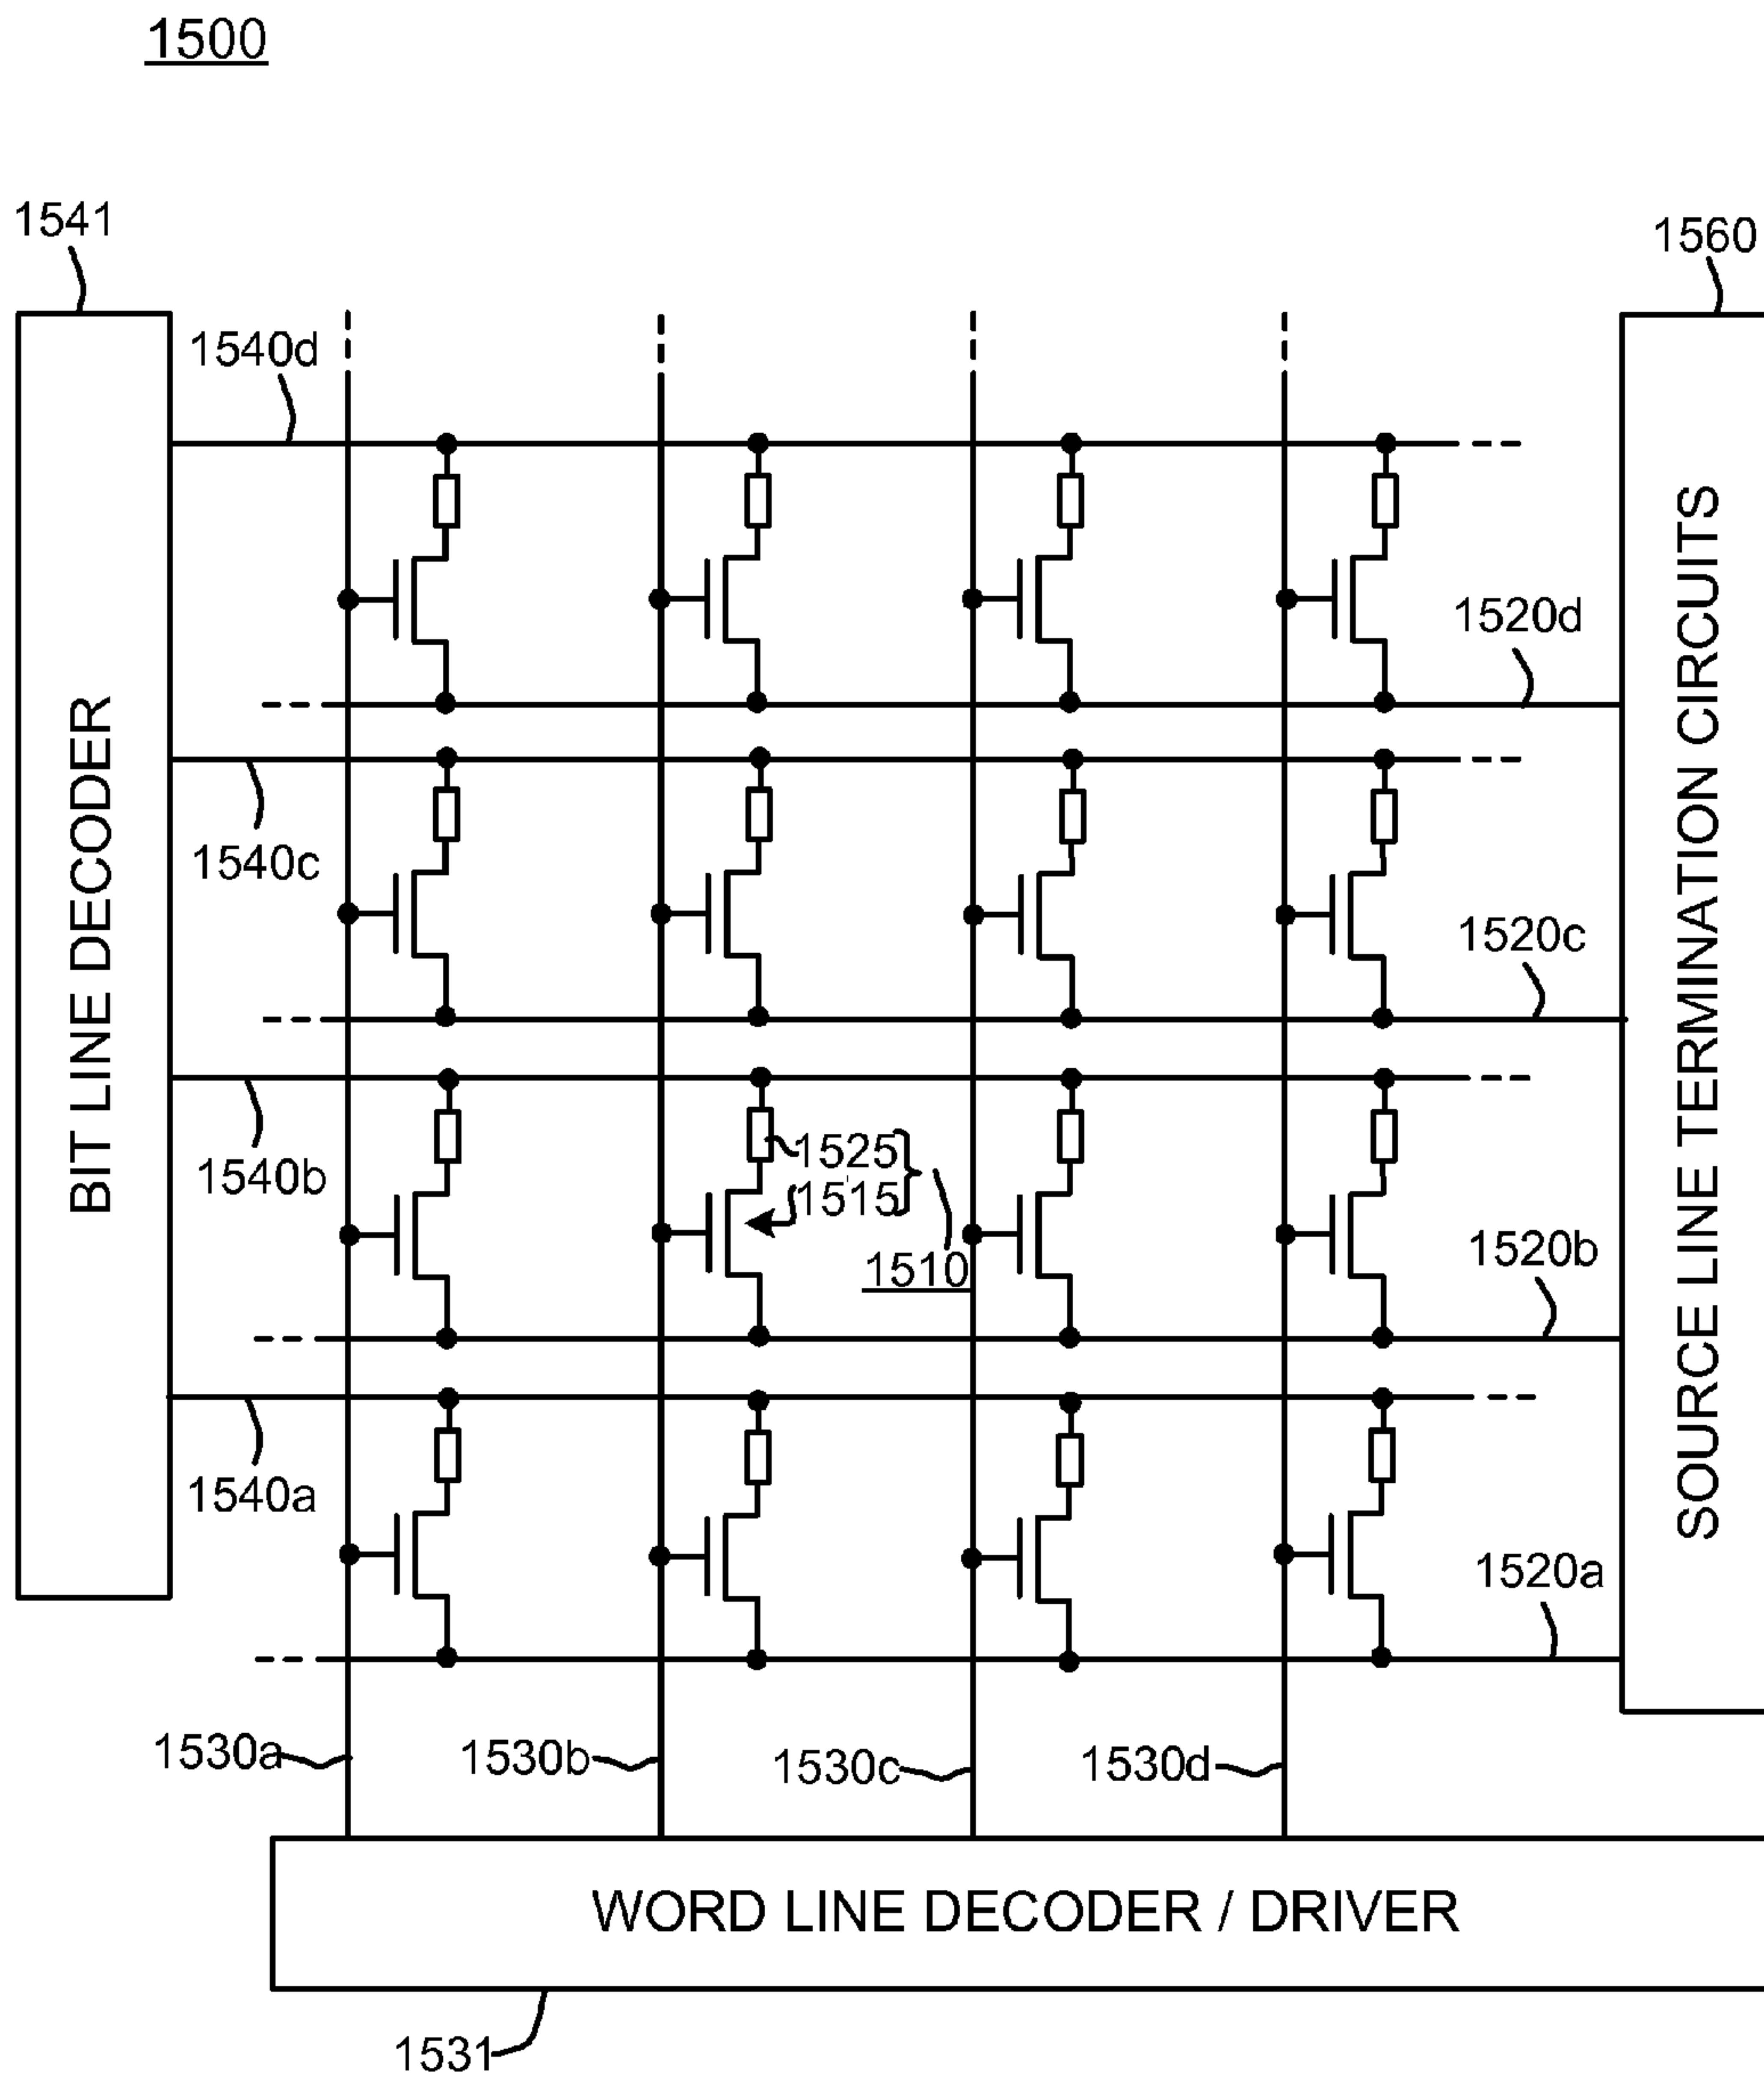 1500
1541
1560
1540d
1520d
1540c
1520c
1540b
1525
1515
1510
1520b
1540a
1520a
BIT LINE DECODER
SOURCE LINE TERMINATION CIRCUITS
1530a
1530b
1530c
1530d
WORD LINE DECODER / DRIVER
1531